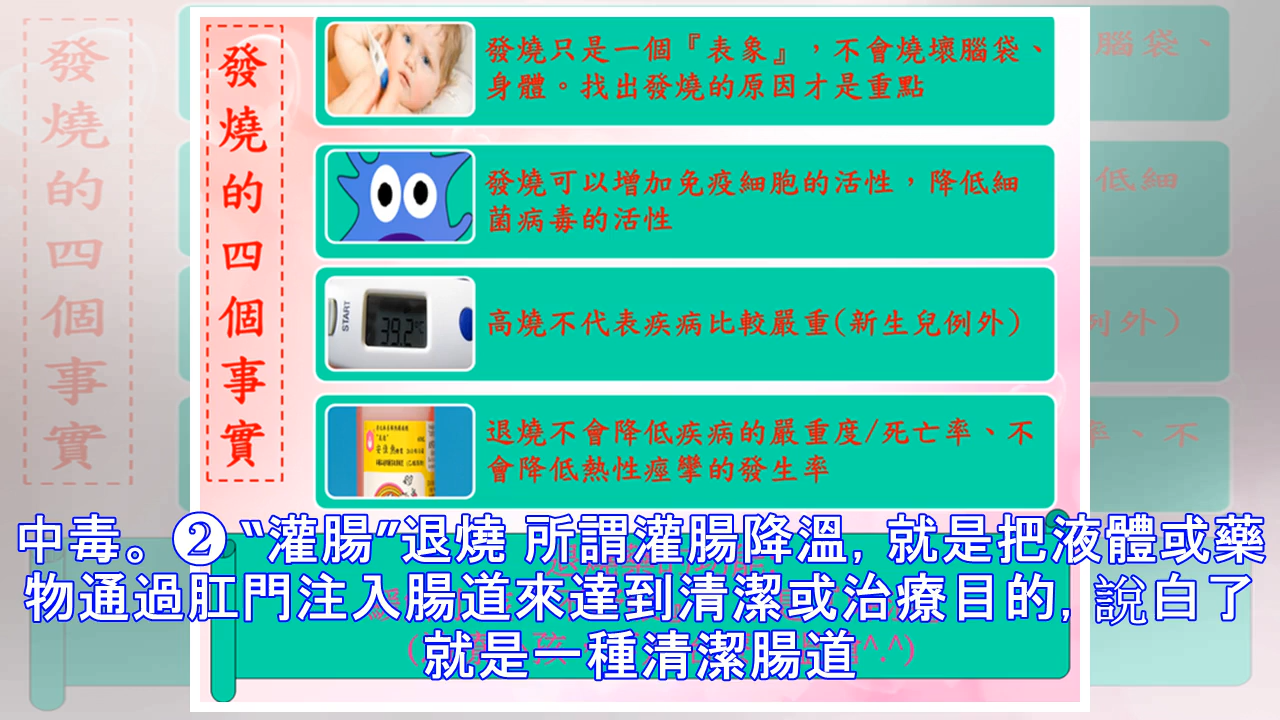 發燒的四個事實
發燒只是一個『表象』，不會燒壞腦袋、
身體。找出發燒的原因才是重點
發燒可以增加免疫細胞的活性，降低細
菌病毒的活性
START
39.2°C
高燒不代表疾病比較嚴重(新生兒例外)
退燒不會降低疾病的嚴重度/死亡率、不
會降低熱性痙攣的發生率
中毒。❷“灌腸”退燒 所謂灌腸降溫, 就是把液體或藥
物通過肛門注入腸道來達到清潔或治療目的, 說白了
就是一種清潔腸道